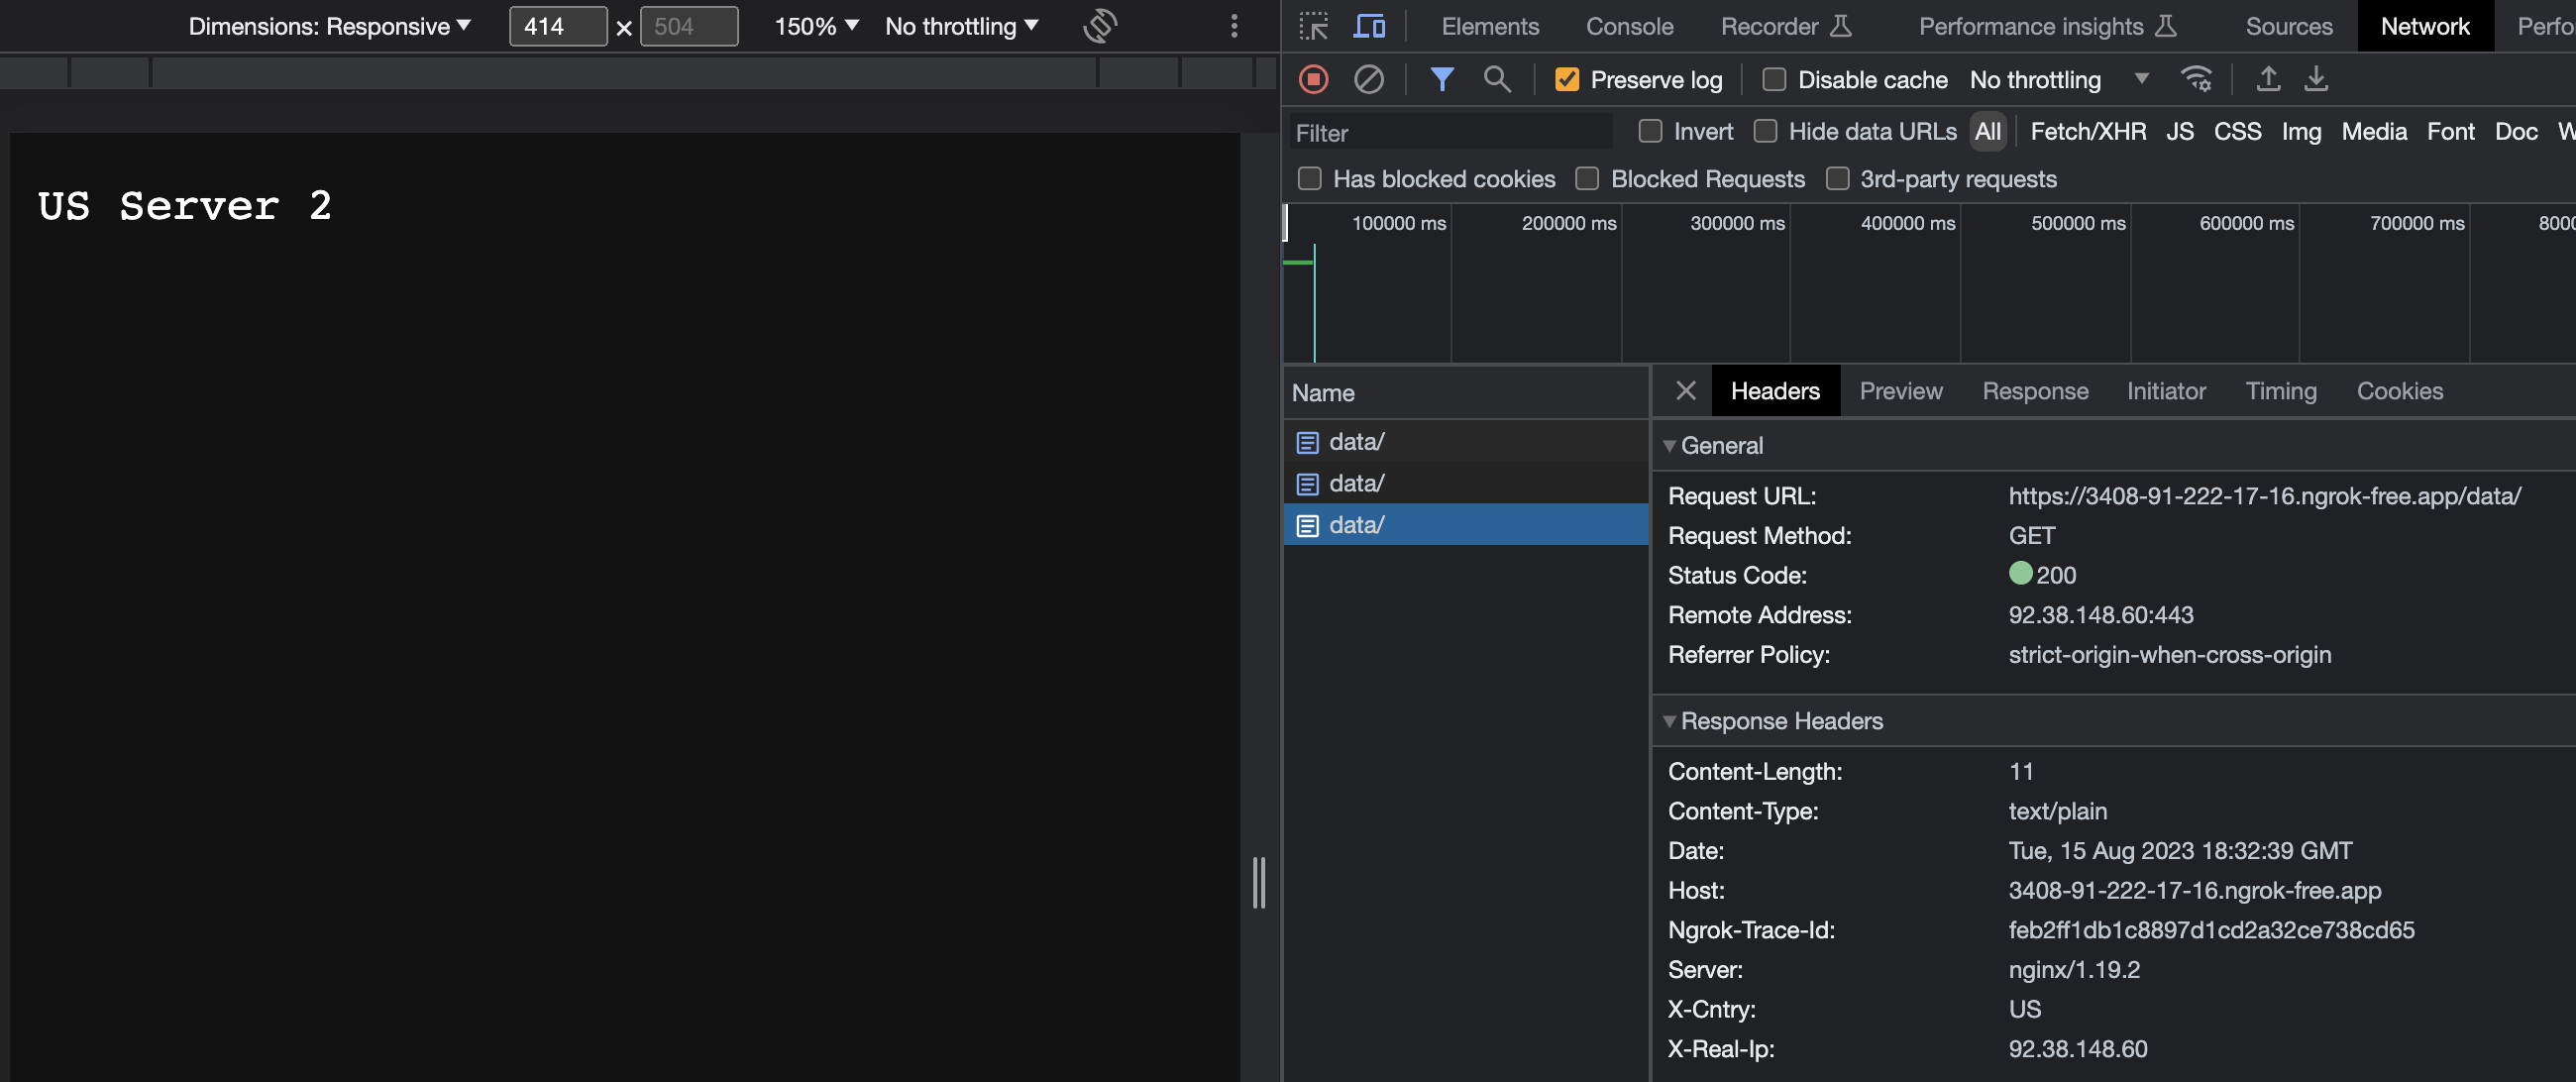 Dimensions: Responsive 414 × 504 150% No throttling
US Server 2
Elements Console Recorder Performance insights Sources Network Perfo
Preserve log Disable cache No throttling
Filter Invert Hide data URLs All Fetch/XHR JS CSS Img Media Font Doc W
Has blocked cookies Blocked Requests 3rd-party requests
100000 ms 200000 ms 300000 ms 400000 ms 500000 ms 600000 ms 700000 ms 8000
Name
data/
data/
data/
Headers Preview Response Initiator Timing Cookies
General
Request URL: https://3408-91-222-17-16.ngrok-free.app/data/
Request Method: GET
Status Code: 200
Remote Address: 92.38.148.60:443
Referrer Policy: strict-origin-when-cross-origin
Response Headers
Content-Length: 11
Content-Type: text/plain
Date: Tue, 15 Aug 2023 18:32:39 GMT
Host: 3408-91-222-17-16.ngrok-free.app
Ngrok-Trace-Id: feb2ff1db1c8897d1cd2a32ce738cd65
Server: nginx/1.19.2
X-Cntry: US
X-Real-Ip: 92.38.148.60